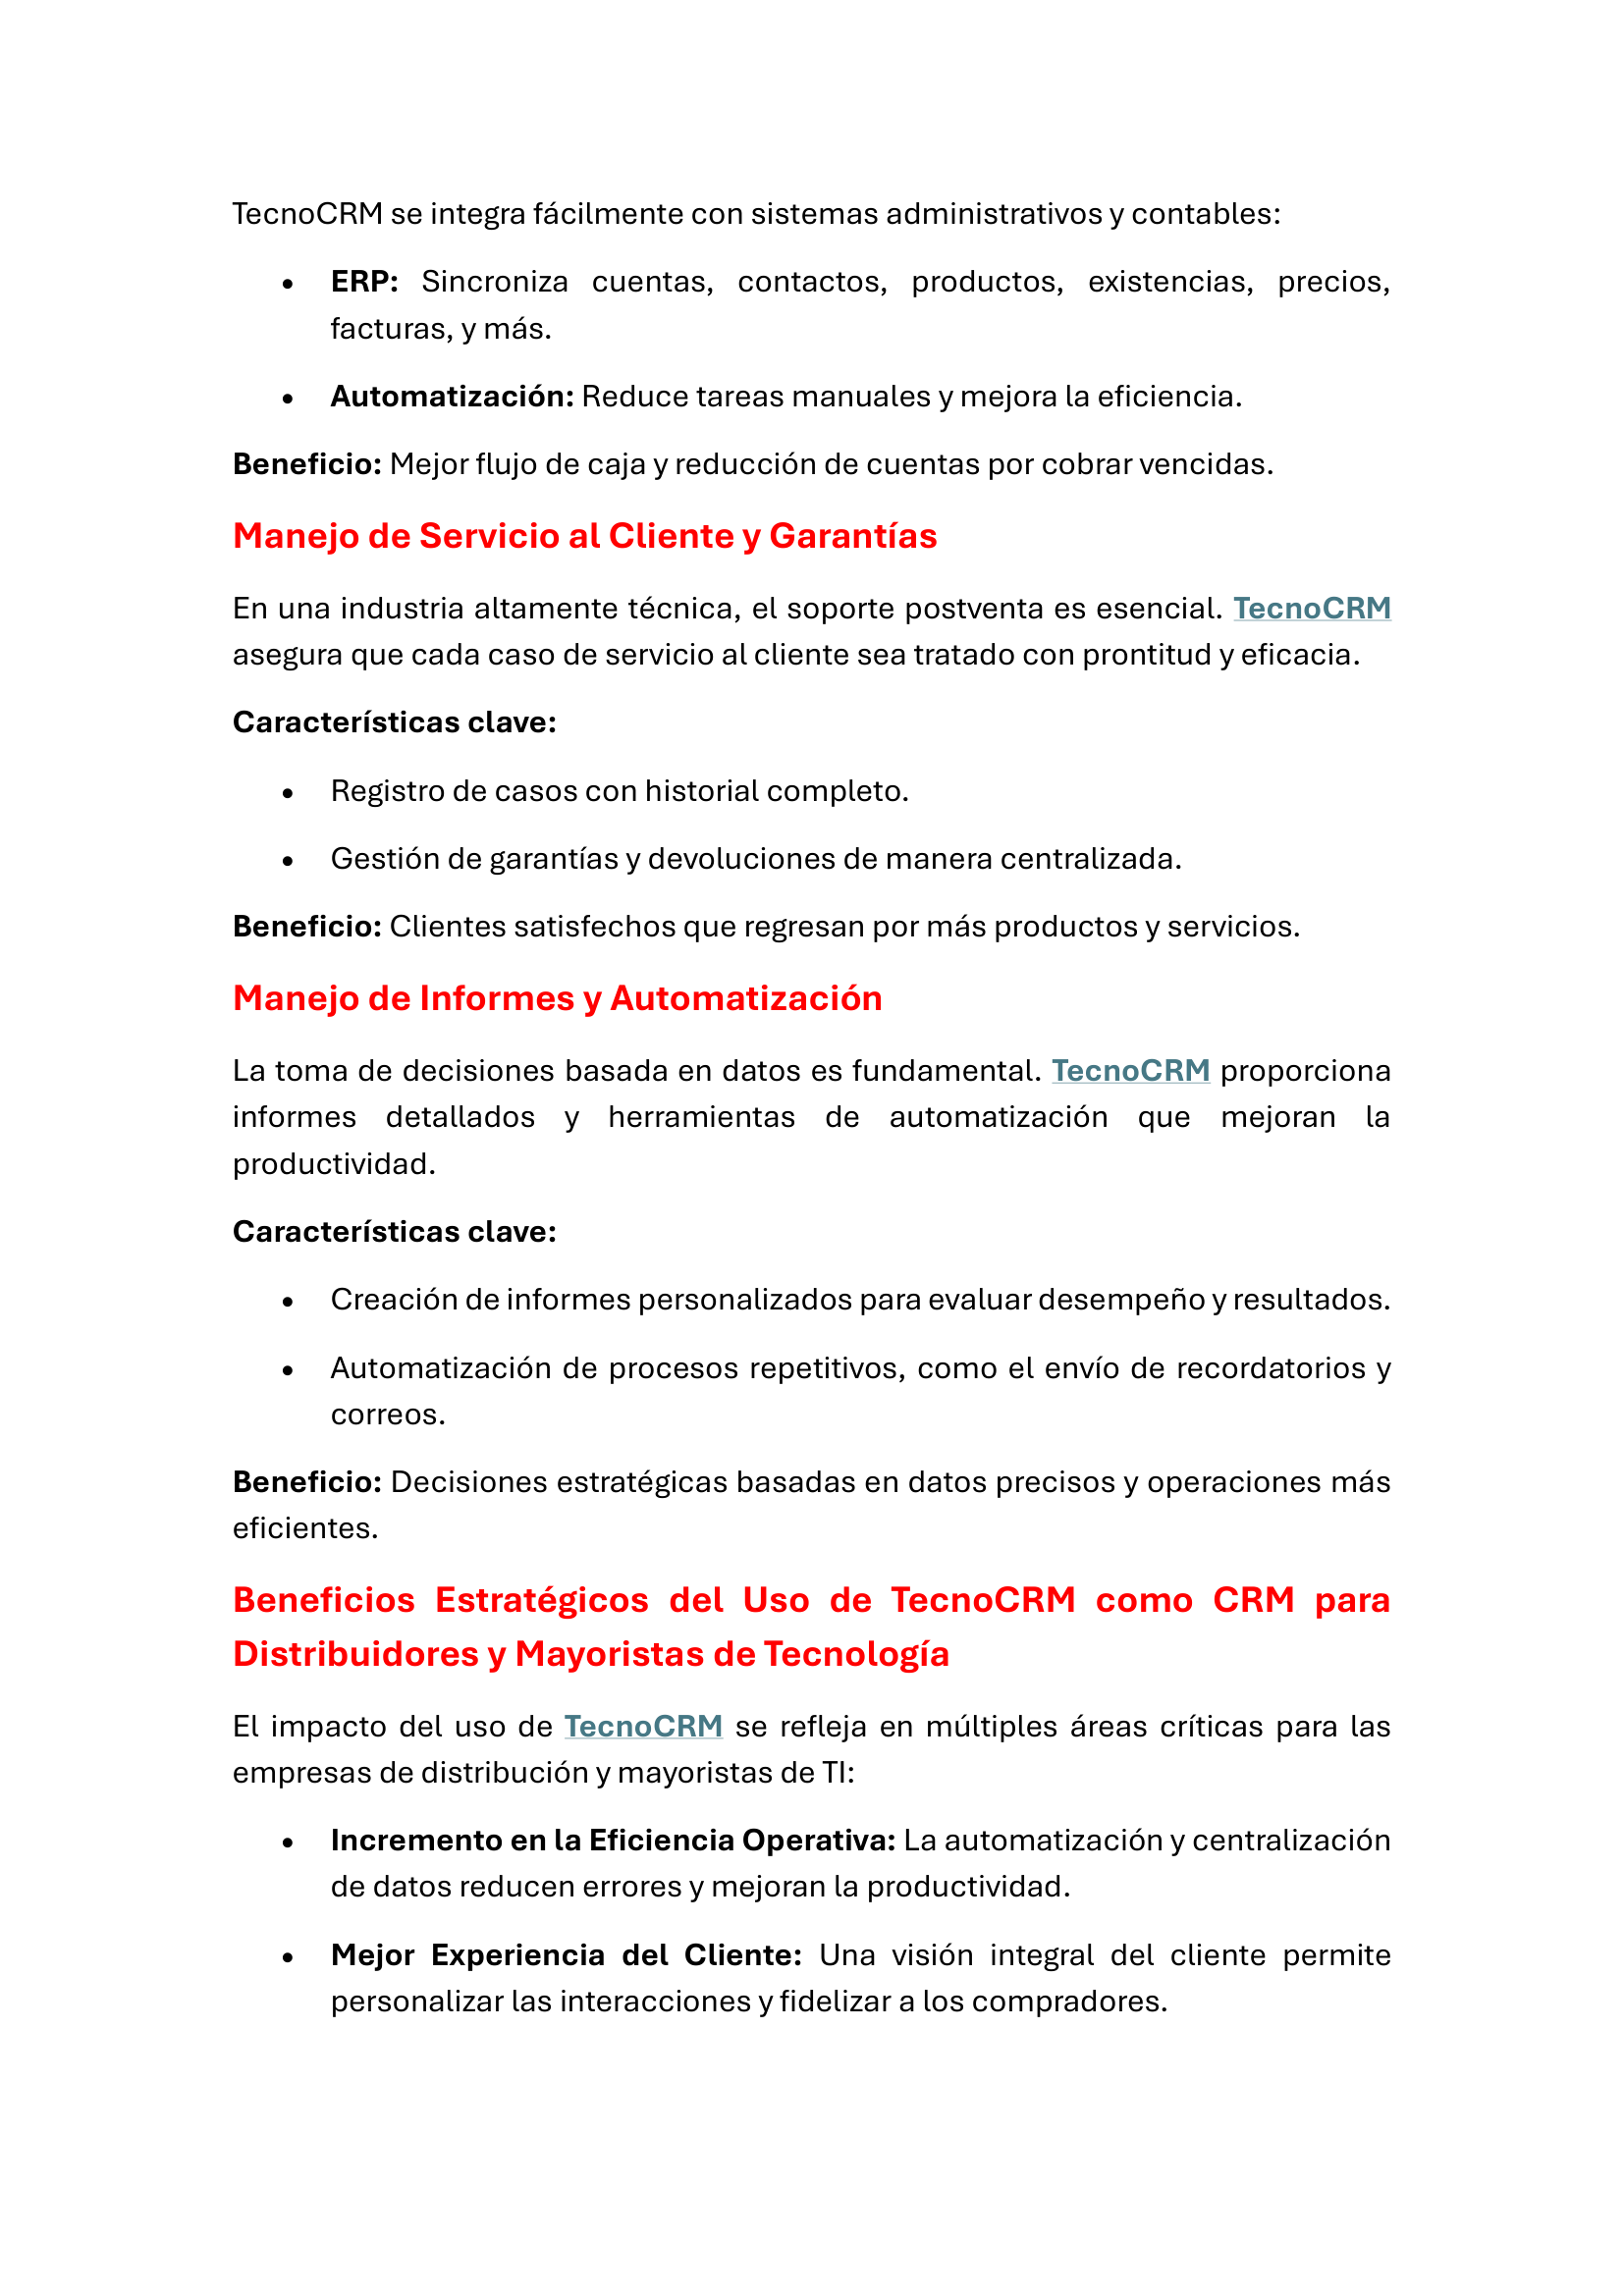 TecnoCRM se integra fácilmente con sistemas administrativos y contables:
• ERP: Sincroniza cuentas, contactos, productos, existencias, precios,
facturas, y más.
• Automatización: Reduce tareas manuales y mejora la eficiencia.
Beneficio: Mejor flujo de caja y reducción de cuentas por cobrar vencidas.
Manejo de Servicio al Cliente y Garantías
En una industria altamente técnica, el soporte postventa es esencial. TecnoCRM
asegura que cada caso de servicio al cliente sea tratado con prontitud y eficacia.
Características clave:
• Registro de casos con historial completo.
• Gestión de garantías y devoluciones de manera centralizada.
Beneficio: Clientes satisfechos que regresan por más productos y servicios.
Manejo de Informes y Automatización
La toma de decisiones basada en datos es fundamental. TecnoCRM proporciona
informes detallados y herramientas de automatización que mejoran la
productividad.
Características clave:
• Creación de informes personalizados para evaluar desempeño y resultados.
• Automatización de procesos repetitivos, como el envío de recordatorios y
correos.
Beneficio: Decisiones estratégicas basadas en datos precisos y operaciones más
eficientes.
Beneficios Estratégicos del Uso de TecnoCRM como CRM para
Distribuidores y Mayoristas de Tecnología
El impacto del uso de TecnoCRM se refleja en múltiples áreas críticas para las
empresas de distribución y mayoristas de TI:
• Incremento en la Eficiencia Operativa: La automatización y centralización
de datos reducen errores y mejoran la productividad.
• Mejor Experiencia del Cliente: Una visión integral del cliente permite
personalizar las interacciones y fidelizar a los compradores.